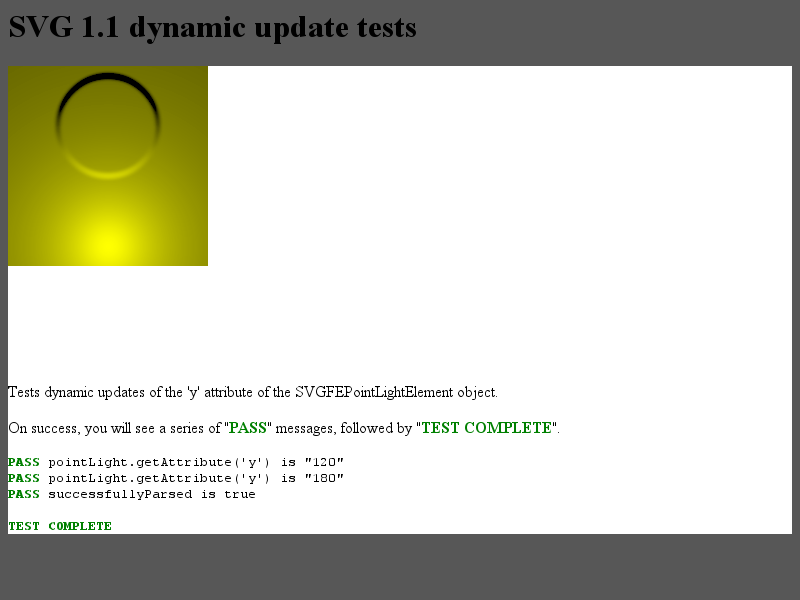 SVG 1.1 dynamic update tests
Tests dynamic updates of the 'y' attribute of the SVGFEPointLightElement object.
On success, you will see a series of "PASS" messages, followed by "TEST COMPLETE".
PASS pointLight.getAttribute('y') is "120"
PASS pointLight.getAttribute('y') is "180"
PASS successfullyParsed is true
TEST COMPLETE